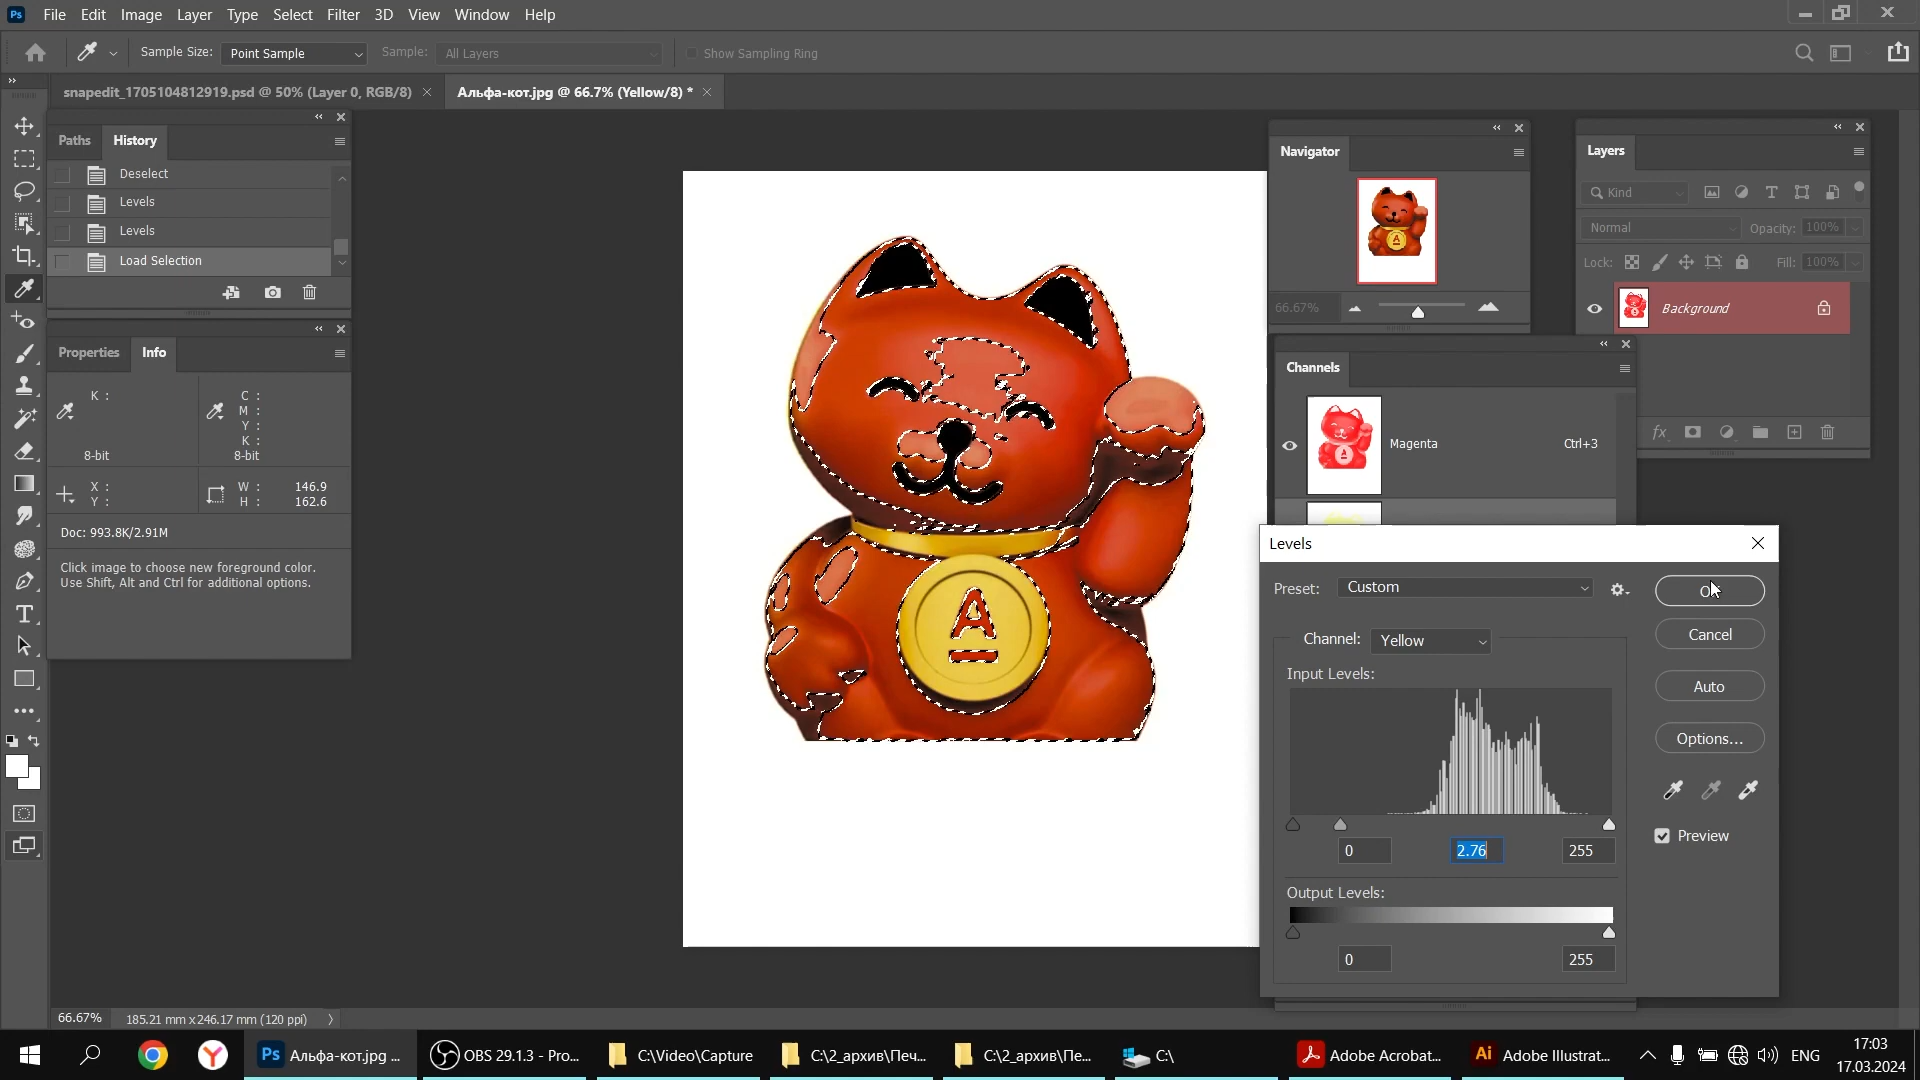 Ps File Edit Image Layer Type Select Filter 3D View Window Help
Sample Size: Point Sample Sample: All Layers Show Sampling Ring
snapedit_1705104812919.psd @ 50% (Layer 0, RGB/8) Альфа-кот.jpg @ 66.7% (Yellow/8) *
Paths History
Deselect
Levels
Levels
Load Selection
Properties Info
K :
8-bit
C :
M :
Y :
K :
8-bit
X :
Y :
W : 146.9
H : 162.6
Doc: 993.8K/2.91M
Click image to choose new foreground color.
Use Shift, Alt and Ctrl for additional options.
А
Navigator
66.67%
Layers
Kind
Normal Opacity: 100%
Lock: Fill: 100%
Background
fx
Channels
Magenta Ctrl+3
Levels
Preset: Custom
Channel: Yellow
Input Levels:
0 2.76 255
Output Levels:
0 255
Cancel
Auto
Options...
Preview
66.67% 185.21 mm x 246.17 mm (120 ppi)
Ps Альфа-кот.jpg ... OBS 29.1.3 - Pro... C:\Video\Capture C:\2_архив\Печ... C:\2_архив\Пе... C:\ Adobe Acrobat... Ai Adobe Illustrat... ENG
17:03
17.03.2024